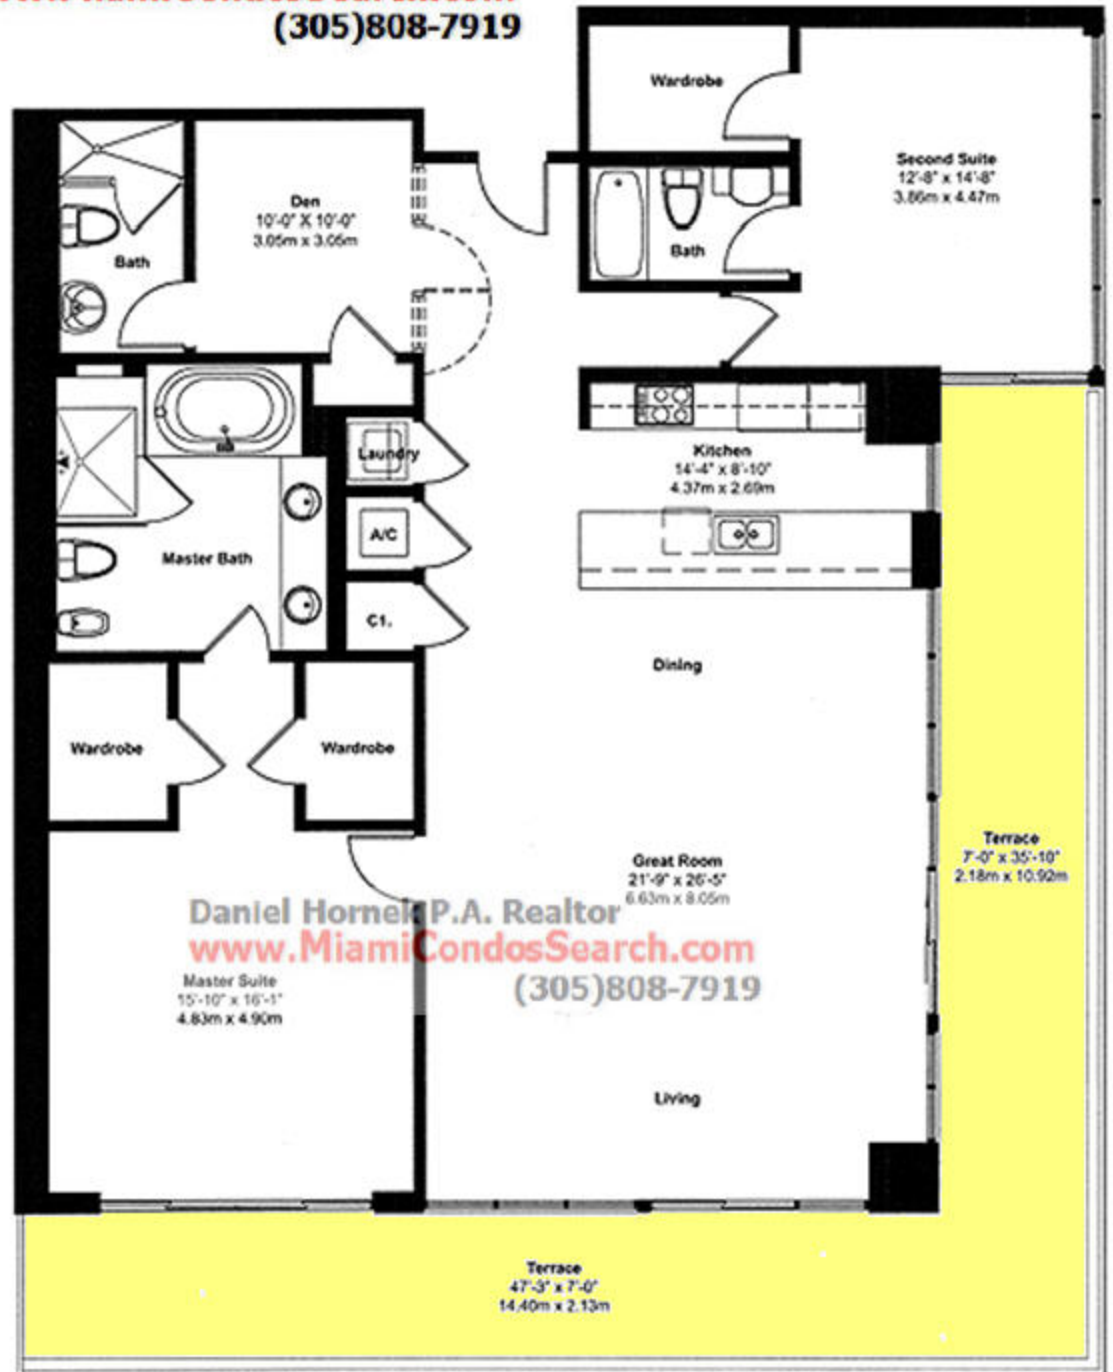 (305)808-7919
Wardrobe
Second Suite
12'-8" x 14'-8"
3.86m x 4.47m
Den
10'-0" X 10'-0"
3.05m x 3.05m
Bath
Bath
Laundry
Kitchen
14'-4" x 8'-10"
4.37m x 2.69m
A/C
Master Bath
C1.
Dining
Wardrobe
Wardrobe
Great Room
21'-9" x 26'-5"
6.63m x 8.05m
Terrace
7'-0" x 35'-10"
2.18m x 10.92m
Daniel Hornek P.A. Realtor
www.MiamiCondosSearch.com
(305)808-7919
Master Suite
15'-10" x 16'-1"
4.83m x 4.90m
Living
Terrace
47'-3" x 7'-0"
14.40m x 2.13m